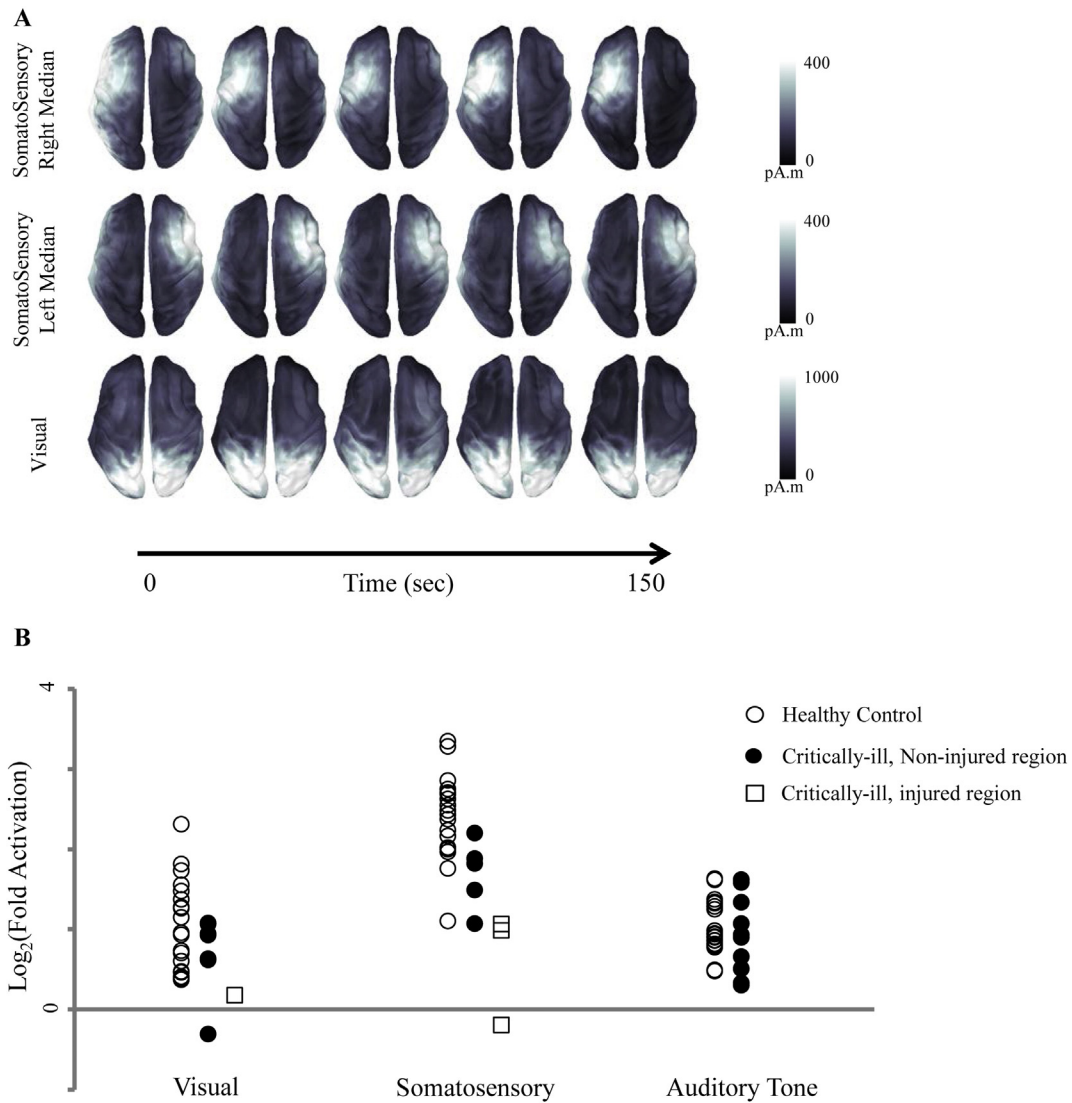 A
SomatoSensory
Right Median
400
0
pA.m
SomatoSensory
Left Median
400
0
pA.m
Visual
1000
0
pA.m
0 Time (sec) 150
B
Log2(Fold Activation)
4
0
Healthy Control
Critically-ill, Non-injured region
Critically-ill, injured region
Visual Somatosensory Auditory Tone